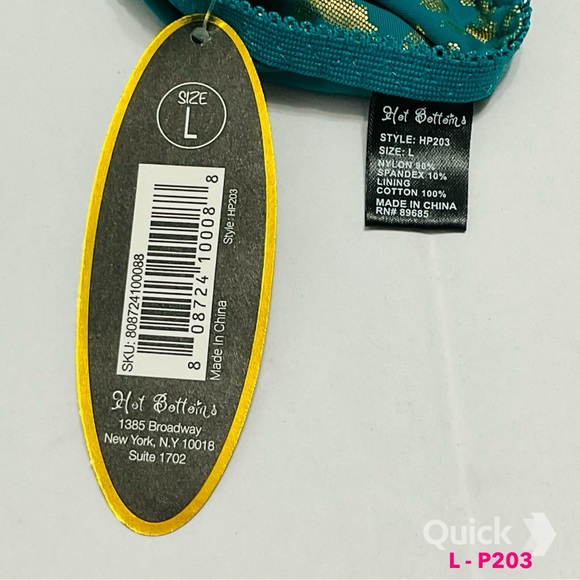 SIZE
L
SKU: 808724100088
8 08724 10008 8
Style: HP203
Made In China
Hot Bottoms
1385 Broadway
New York, N.Y 10018
Suite 1702
Hot Bottoms
STYLE: HP203
SIZE: L
NYLON 90%
SPANDEX 10%
LINING
COTTON 100%
MADE IN CHINA
RN# 89685
Quick
L - P203